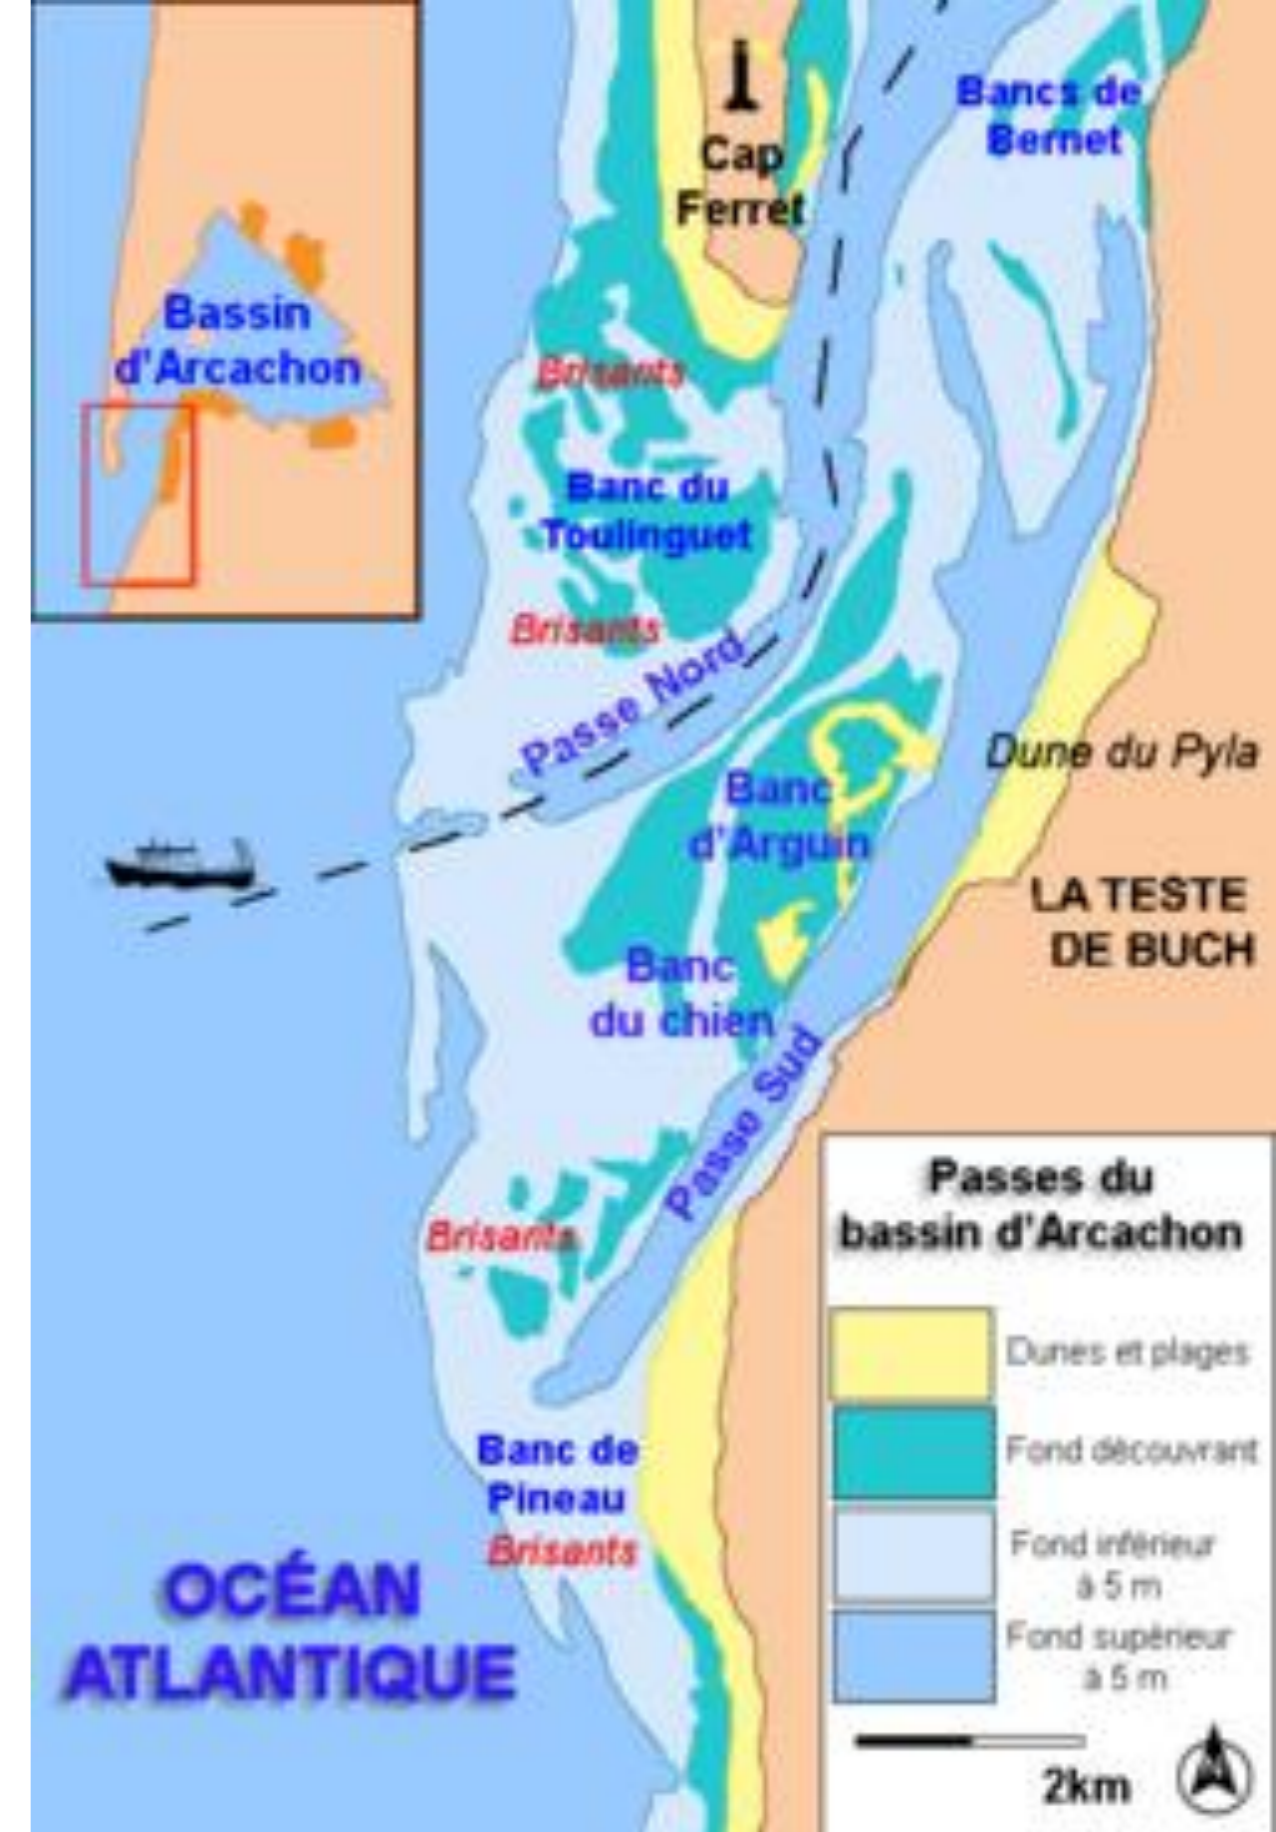 Bancs de
Bernet
Cap
Ferret
Bassin
d'Arcachon
Brisants
Banc du
Toulinguet
Brisants
Passe Nord
Dune du Pyla
Banc
d'Arguin
LA TESTE
DE BUCH
Banc
du chien
Passe Sud
Brisants
Banc de
Pineau
Brisants
OCÉAN
ATLANTIQUE
Passes du
bassin d'Arcachon
Dunes et plages
Fond découvrant
Fond inférieur
à 5 m
Fond supérieur
à 5 m
2km